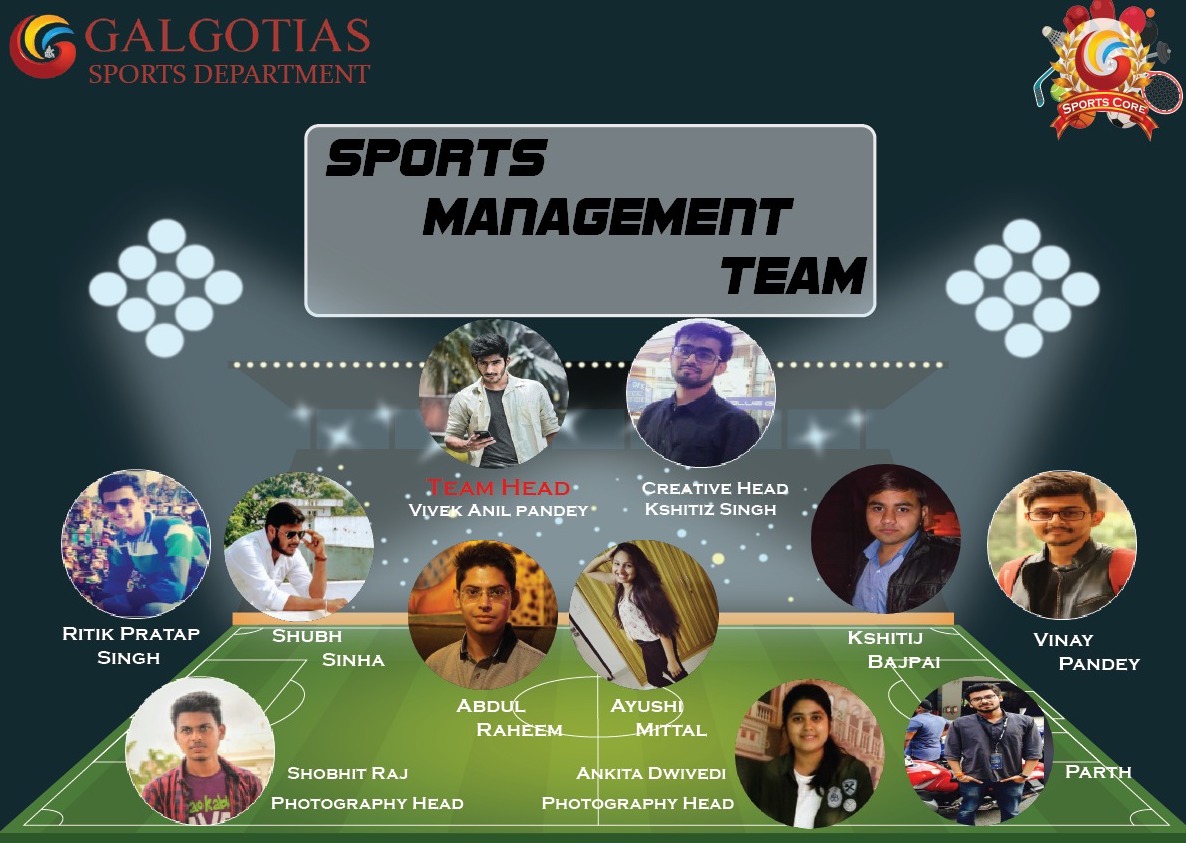 GALGOTIAS
SPORTS DEPARTMENT
SPORTS CORE
SPORTS
MANAGEMENT
TEAM
TEAM HEAD
VIVEK ANIL PANDEY
CREATIVE HEAD
KSHITIZ SINGH
RITIK PRATAP
SINGH
SHUBH
SINHA
KSHITIJ
BAJPAI
VINAY
PANDEY
ABDUL
RAHEEM
AYUSHI
MITTAL
SHOBHIT RAJ
PHOTOGRAPHY HEAD
ANKITA DWIVEDI
PHOTOGRAPHY HEAD
PARTH